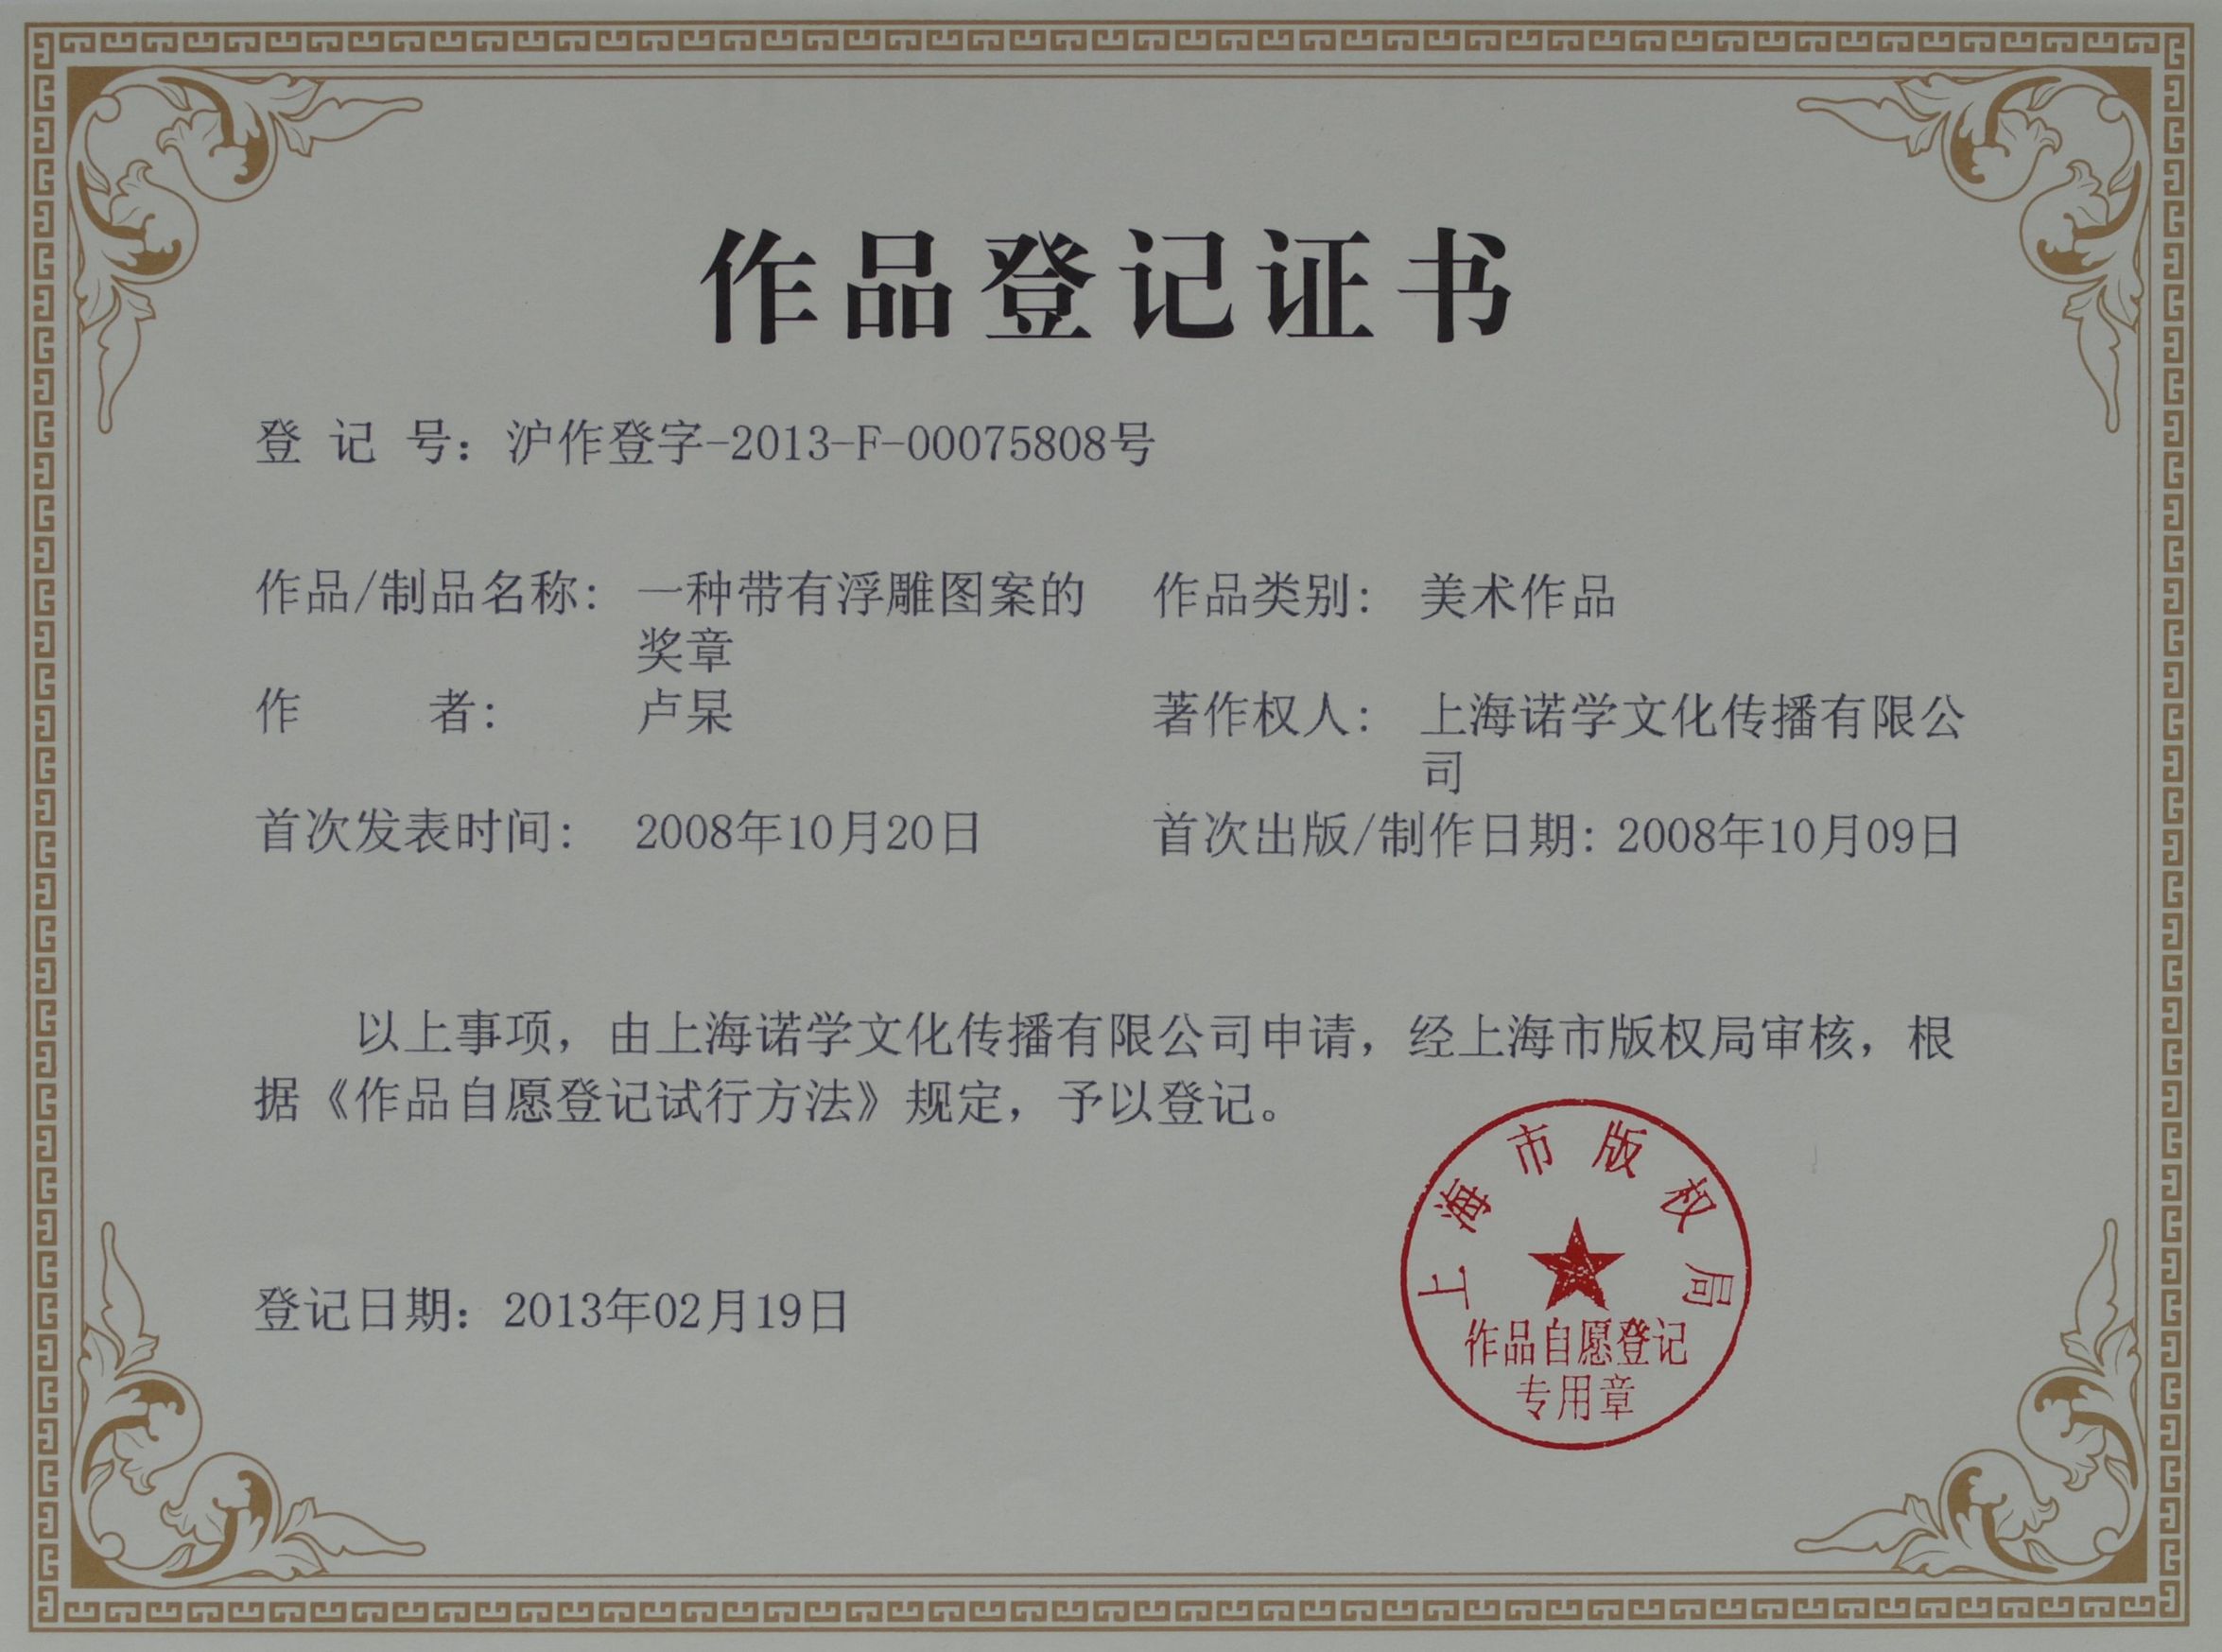 作品登记证书
登 记 号：沪作登字-2013-F-00075808号
作品/制品名称：一种带有浮雕图案的 作品类别：美术作品
奖章
作 者：卢杲 著作权人：上海诺学文化传播有限公
司
首次发表时间：2008年10月20日 首次出版/制作日期：2008年10月09日
以上事项，由上海诺学文化传播有限公司申请，经上海市版权局审核，根
据《作品自愿登记试行方法》规定，予以登记。
上海市版权局
作品自愿登记
专用章
登记日期：2013年02月19日